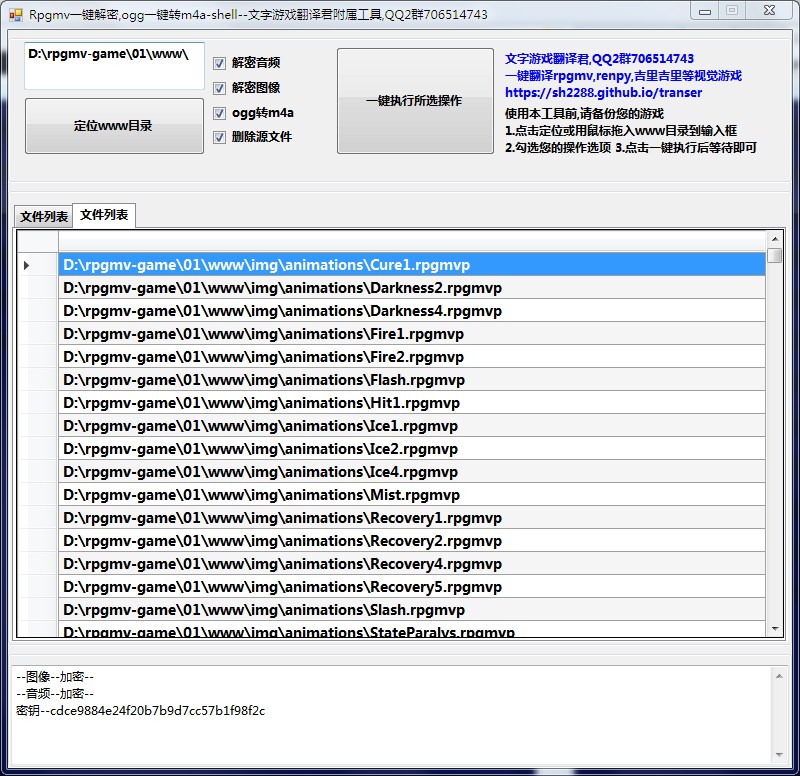 Rpgmv一键解密,ogg一键转m4a-shell--文字游戏翻译君附属工具,QQ2群706514743
D:\rpgmv-game\01\www\
定位www目录
解密音频
解密图像
ogg转m4a
删除源文件
一键执行所选操作
文字游戏翻译君,QQ2群706514743
一键翻译rpgmv,renpy,吉里吉里等视觉游戏
https://sh2288.github.io/transer
使用本工具前,请备份您的游戏
1.点击定位或用鼠标拖入www目录到输入框
2.勾选您的操作选项 3.点击一键执行后等待即可
文件列表 文件列表
D:\rpgmv-game\01\www\img\animations\Cure1.rpgmvp
D:\rpgmv-game\01\www\img\animations\Darkness2.rpgmvp
D:\rpgmv-game\01\www\img\animations\Darkness4.rpgmvp
D:\rpgmv-game\01\www\img\animations\Fire1.rpgmvp
D:\rpgmv-game\01\www\img\animations\Fire2.rpgmvp
D:\rpgmv-game\01\www\img\animations\Flash.rpgmvp
D:\rpgmv-game\01\www\img\animations\Hit1.rpgmvp
D:\rpgmv-game\01\www\img\animations\Ice1.rpgmvp
D:\rpgmv-game\01\www\img\animations\Ice2.rpgmvp
D:\rpgmv-game\01\www\img\animations\Ice4.rpgmvp
D:\rpgmv-game\01\www\img\animations\Mist.rpgmvp
D:\rpgmv-game\01\www\img\animations\Recovery1.rpgmvp
D:\rpgmv-game\01\www\img\animations\Recovery2.rpgmvp
D:\rpgmv-game\01\www\img\animations\Recovery4.rpgmvp
D:\rpgmv-game\01\www\img\animations\Recovery5.rpgmvp
D:\rpgmv-game\01\www\img\animations\Slash.rpgmvp
D:\rpgmv-game\01\www\img\animations\StateParalys.rpgmvp
--图像--加密--
--音频--加密--
密钥--cdce9884e24f20b7b9d7cc57b1f98f2c